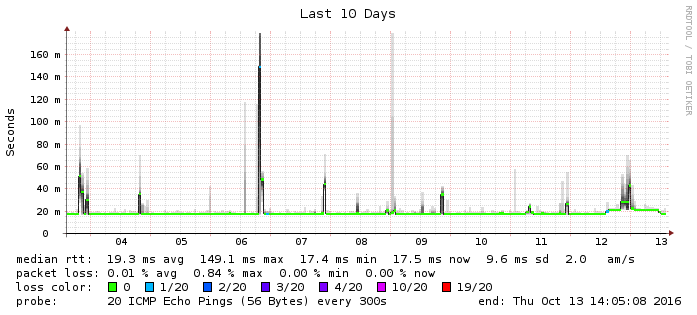 Last 10 Days
RRDTOOL / TOBI OETIKER
Seconds
160 m
140 m
120 m
100 m
80 m
60 m
40 m
20 m
0
04 05 06 07 08 09 10 11 12 13
median rtt: 19.3 ms avg 149.1 ms max 17.4 ms min 17.5 ms now 9.6 ms sd 2.0 am/s
packet loss: 0.01 % avg 0.84 % max 0.00 % min 0.00 % now
loss color: 0 1/20 2/20 3/20 4/20 10/20 19/20
probe: 20 ICMP Echo Pings (56 Bytes) every 300s end: Thu Oct 13 14:05:08 2016